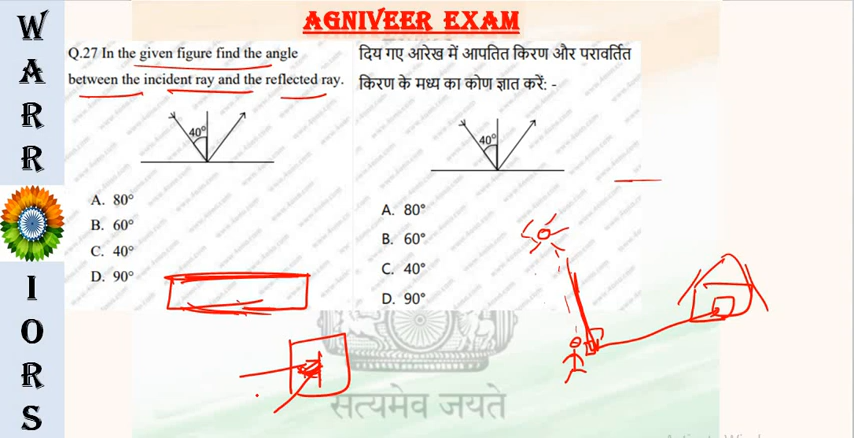 AGNIVEER EXAM
W
A
R
R
I
O
R
S
Q.27 In the given figure find the angle
between the incident ray and the reflected ray.
40°
A. 80°
B. 60°
C. 40°
D. 90°
दिय गए आरेख में आपतित किरण और परावर्तित
किरण के मध्य का कोण ज्ञात करें: -
40°
A. 80°
B. 60°
C. 40°
D. 90°
सत्यमेव जयते